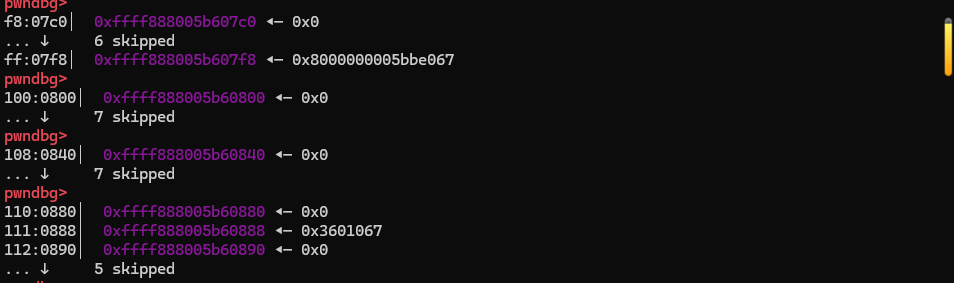 pwndbg>
f8:07c0│  0xffff888005b607c0 ◂— 0x0
... ↓     6 skipped
ff:07f8│  0xffff888005b607f8 ◂— 0x8000000005bbe067
pwndbg>
100:0800│  0xffff888005b60800 ◂— 0x0
... ↓     7 skipped
pwndbg>
108:0840│  0xffff888005b60840 ◂— 0x0
... ↓     7 skipped
pwndbg>
110:0880│  0xffff888005b60880 ◂— 0x0
111:0888│  0xffff888005b60888 ◂— 0x3601067
112:0890│  0xffff888005b60890 ◂— 0x0
... ↓     5 skipped